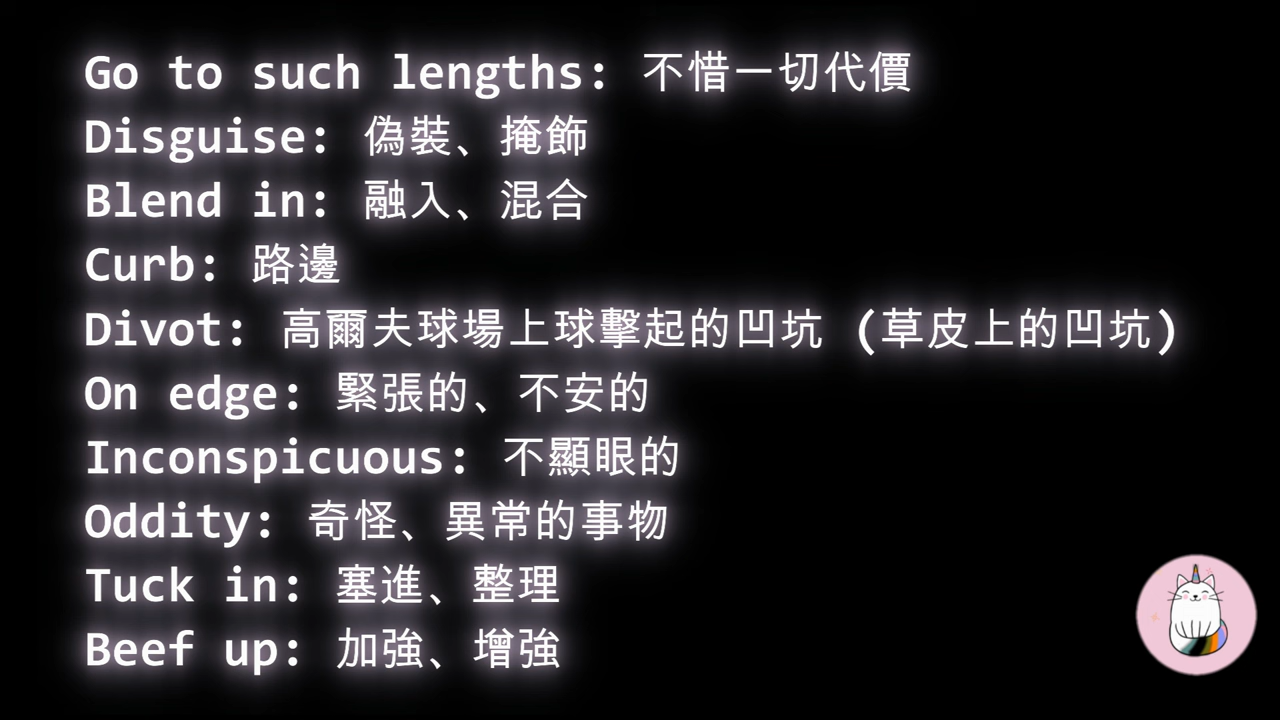 Go to such lengths: 不惜一切代價
Disguise: 偽裝、掩飾
Blend in: 融入、混合
Curb: 路邊
Divot: 高爾夫球場上球擊起的凹坑 (草皮上的凹坑)
On edge: 緊張的、不安的
Inconspicuous: 不顯眼的
Oddity: 奇怪、異常的事物
Tuck in: 塞進、整理
Beef up: 加強、增強